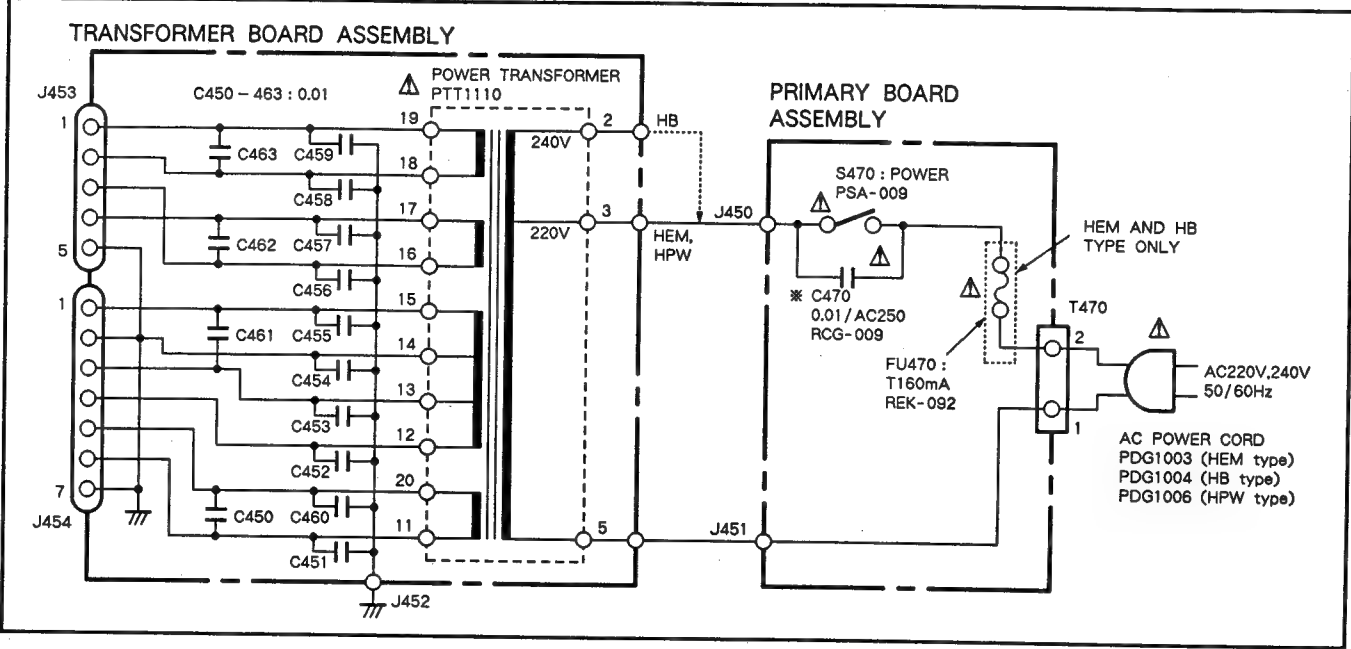 TRANSFORMER BOARD ASSEMBLY
J453
C450 - 463 : 0.01
POWER TRANSFORMER
PTT1110
1
5
1
7
J454
C463
C459
C458
C462
C457
C456
C461
C455
C454
C453
C452
C450
C460
C451
J452
19
18
17
16
15
14
13
12
20
11
240V
220V
2
3
5
HB
HEM,
HPW
J450
J451
PRIMARY BOARD
ASSEMBLY
S470 : POWER
PSA-009
※ C470
0.01/AC250
RCG-009
HEM AND HB
TYPE ONLY
FU470 :
T160mA
REK-092
T470
2
1
AC220V,240V
50/60Hz
AC POWER CORD
PDG1003 (HEM type)
PDG1004 (HB type)
PDG1006 (HPW type)